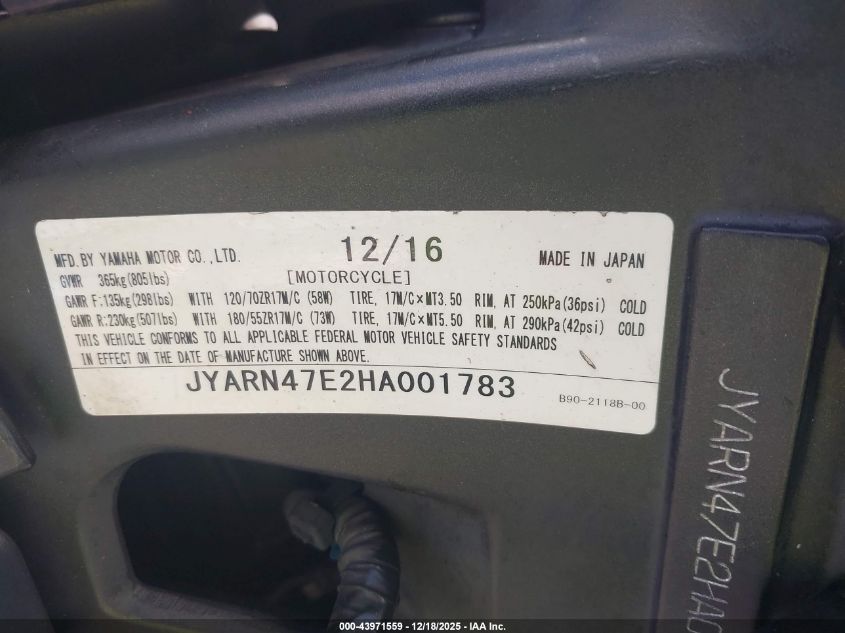 MFD. BY YAMAHA MOTOR CO., LTD. 12/16 MADE IN JAPAN
GVWR 365kg(805lbs) [MOTORCYCLE]
GAWR F:135kg(298lbs) WITH 120/70ZR17M/C (58W) TIRE, 17M/C×MT3.50 RIM, AT 250kPa(36psi) COLD
GAWR R:230kg(507lbs) WITH 180/55ZR17M/C (73W) TIRE, 17M/C×MT5.50 RIM, AT 290kPa(42psi) COLD
THIS VEHICLE CONFORMS TO ALL APPLICABLE FEDERAL MOTOR VEHICLE SAFETY STANDARDS
IN EFFECT ON THE DATE OF MANUFACTURE SHOWN ABOVE.
JYARN47E2HA001783 B90-2118B-00
JYARN47E2HA0
000-43971559 — 12/18/2025 - IAA Inc.